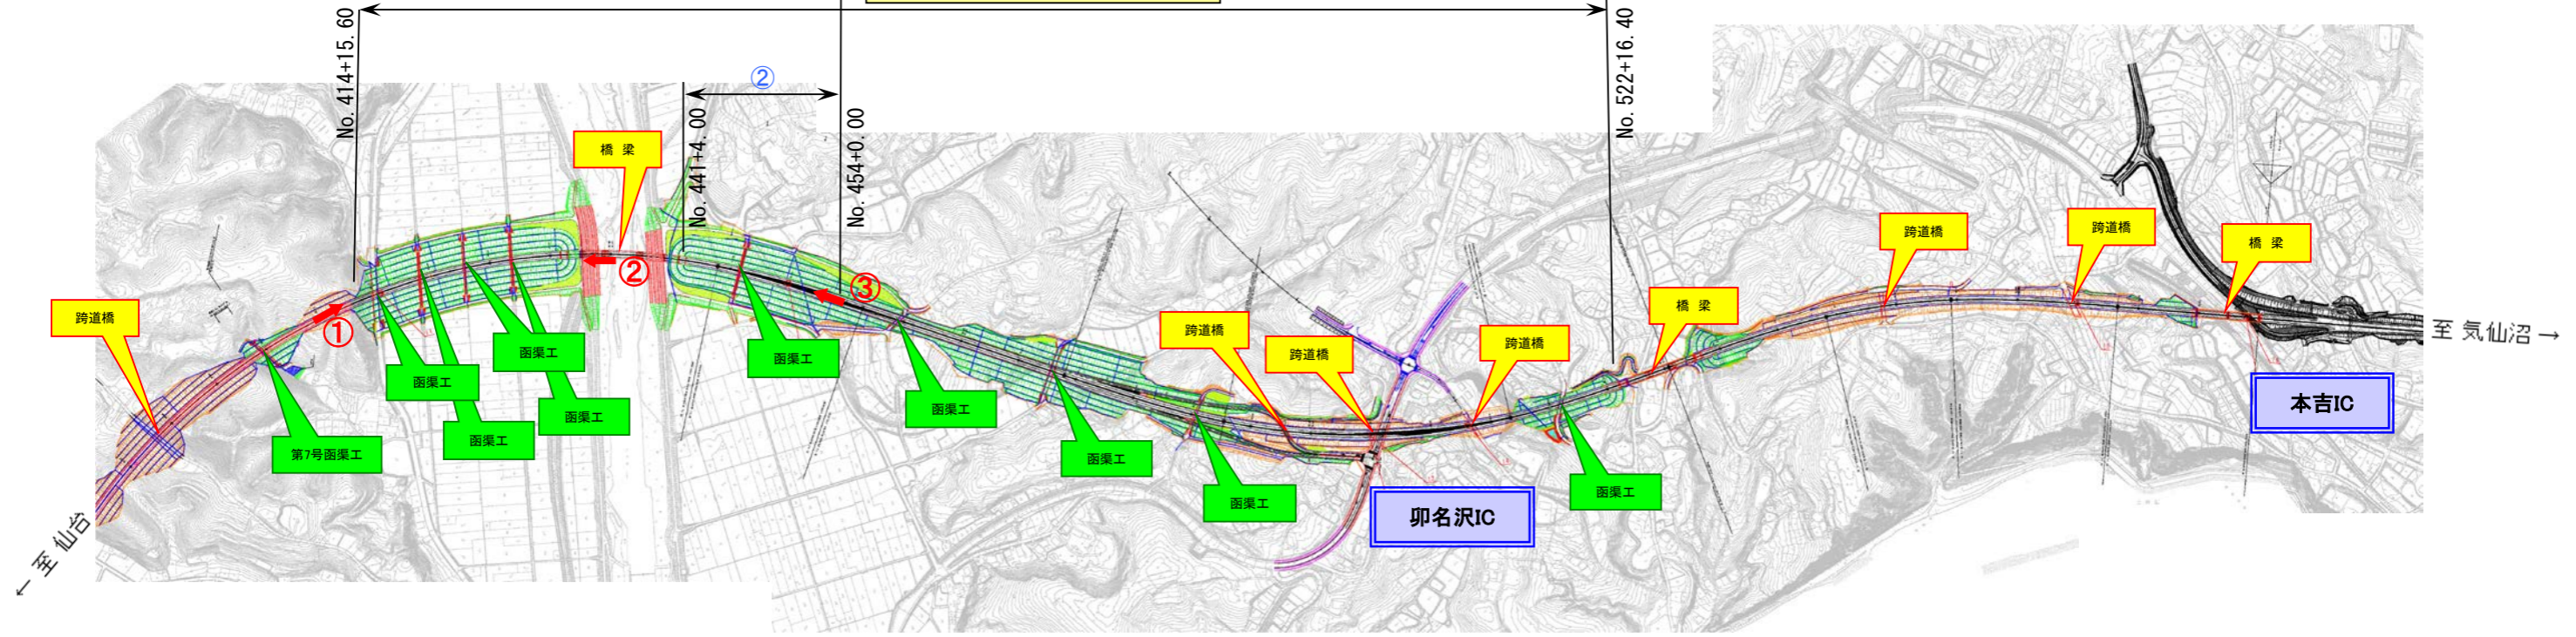 No.414+15.60
No.522+16.40
②
No.441+4.00
No.454+0.00
橋 梁
跨道橋
①
②
③
第7号函渠工
函渠工
函渠工
函渠工
函渠工
函渠工
函渠工
函渠工
函渠工
函渠工
跨道橋
跨道橋
跨道橋
橋 梁
跨道橋
跨道橋
橋 梁
卯名沢IC
本吉IC
← 至 仙台
至 気仙沼 →